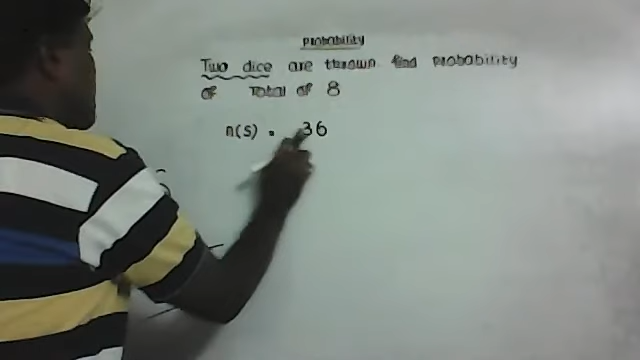 Probability
Two dice are thrown find probability
of Total of 8
n(s) = 36